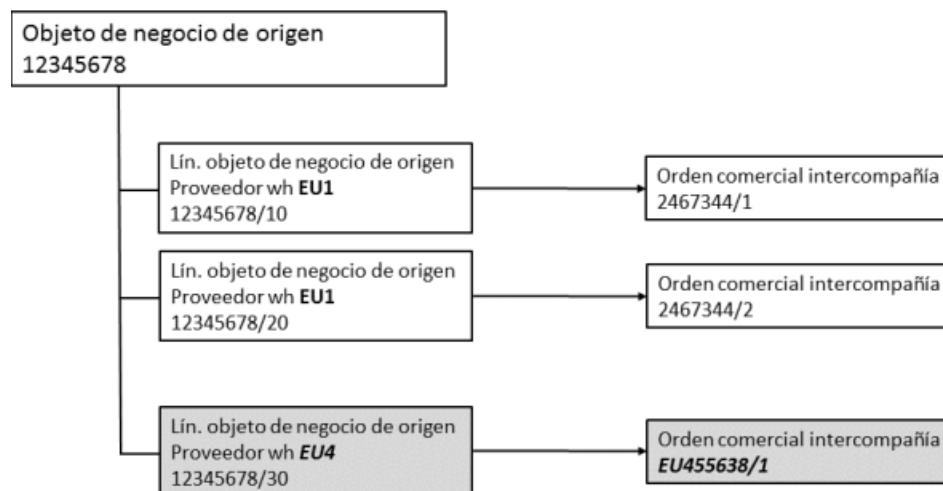 Objeto de negocio de origen
12345678
Lín. objeto de negocio de origen
Proveedor wh EU1
12345678/10
Orden comercial intercompañía
2467344/1
Lín. objeto de negocio de origen
Proveedor wh EU1
12345678/20
Orden comercial intercompañía
2467344/2
Lín. objeto de negocio de origen
Proveedor wh EU4
12345678/30
Orden comercial intercompañía
EU455638/1